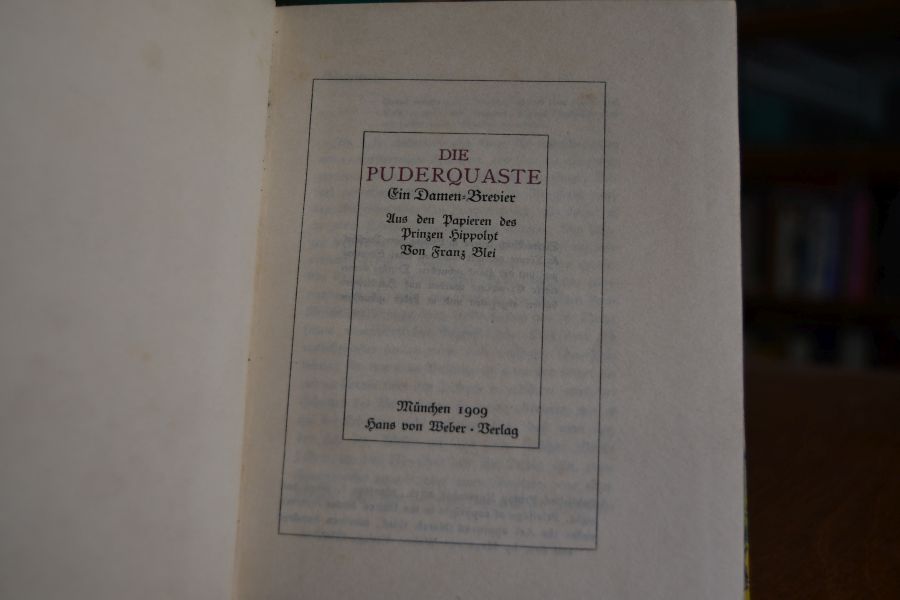 DIE
PUDERQUASTE
Ein Damen-Brevier
Aus den Papieren des
Prinzen Hippolyt
Von Franz Blei
München 1909
Hans von Weber · Verlag